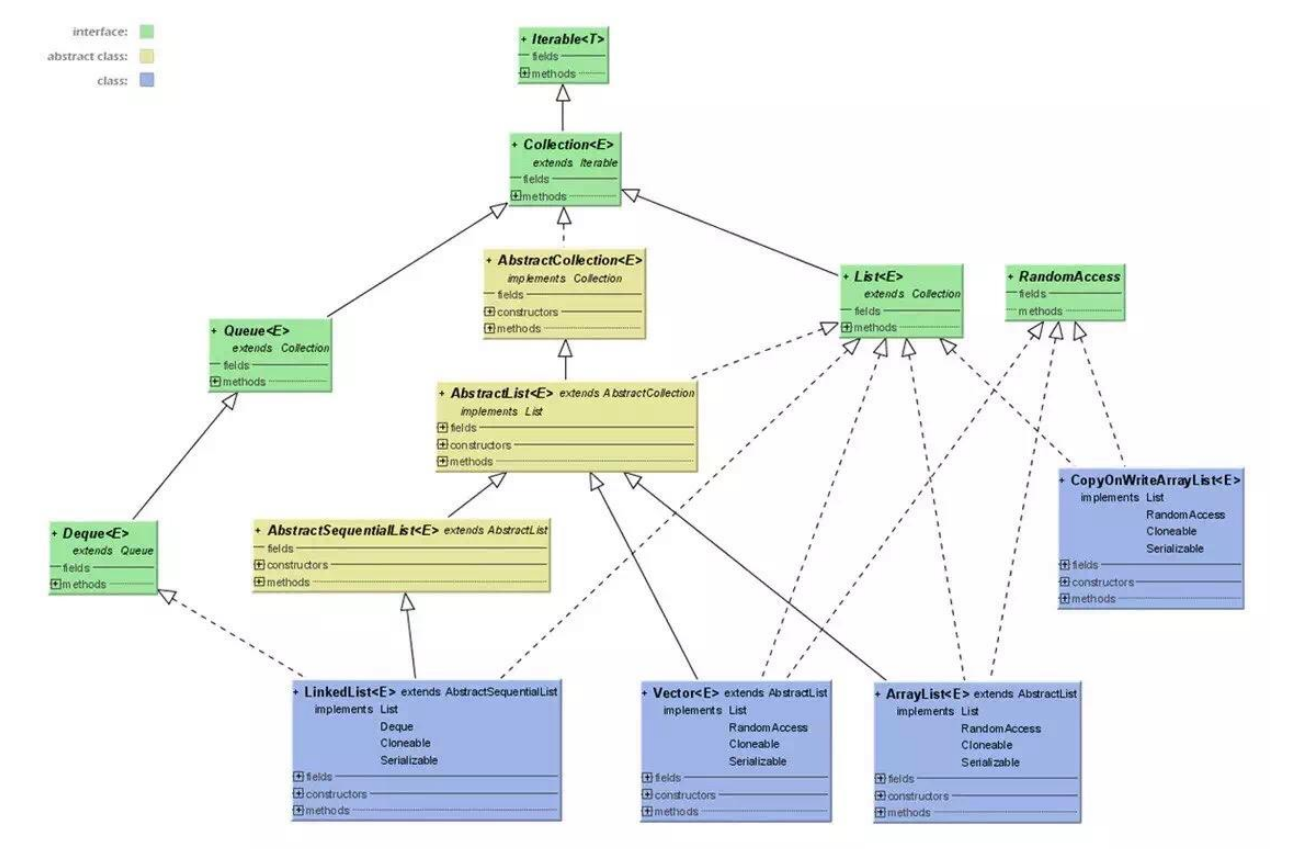 interface:
abstract class:
class:
+ Iterable<T>
fields
methods
+ Collection<E>
extends Iterable
fields
methods
+ AbstractCollection<E>
implements Collection
fields
constructors
methods
+ List<E>
extends Collection
fields
methods
+ RandomAccess
fields
methods
+ Queue<E>
extends Collection
fields
methods
+ AbstractList<E> extends AbstractCollection
implements List
fields
constructors
methods
+ CopyOnWriteArrayList<E>
implements List
RandomAccess
Cloneable
Serializable
fields
constructors
methods
+ Deque<E>
extends Queue
fields
methods
+ AbstractSequentialList<E> extends AbstractList
fields
constructors
methods
+ LinkedList<E> extends AbstractSequentialList
implements List
Deque
Cloneable
Serializable
fields
constructors
methods
+ Vector<E> extends AbstractList
implements List
RandomAccess
Cloneable
Serializable
fields
constructors
methods
+ ArrayList<E> extends AbstractList
implements List
RandomAccess
Cloneable
Serializable
fields
constructors
methods